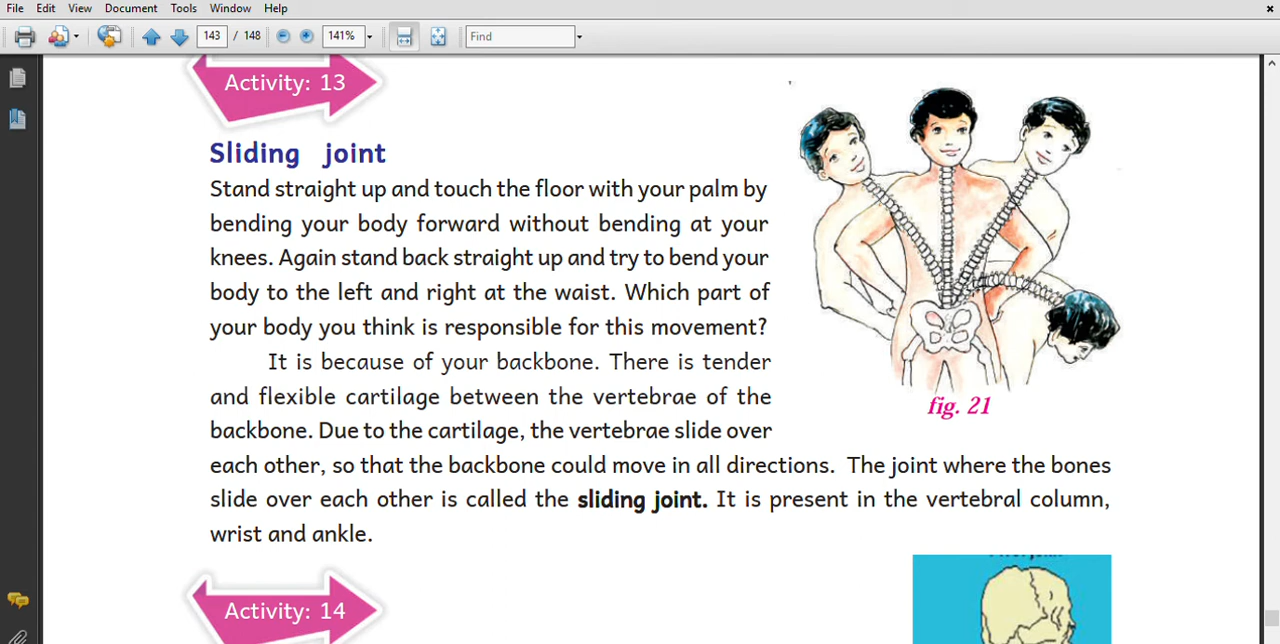 File Edit View Document Tools Window Help
143 / 148 141% Find
Activity: 13
Sliding joint
Stand straight up and touch the floor with your palm by
bending your body forward without bending at your
knees. Again stand back straight up and try to bend your
body to the left and right at the waist. Which part of
your body you think is responsible for this movement?
It is because of your backbone. There is tender
and flexible cartilage between the vertebrae of the
backbone. Due to the cartilage, the vertebrae slide over
each other, so that the backbone could move in all directions. The joint where the bones
slide over each other is called the sliding joint. It is present in the vertebral column,
wrist and ankle.
fig. 21
Activity: 14